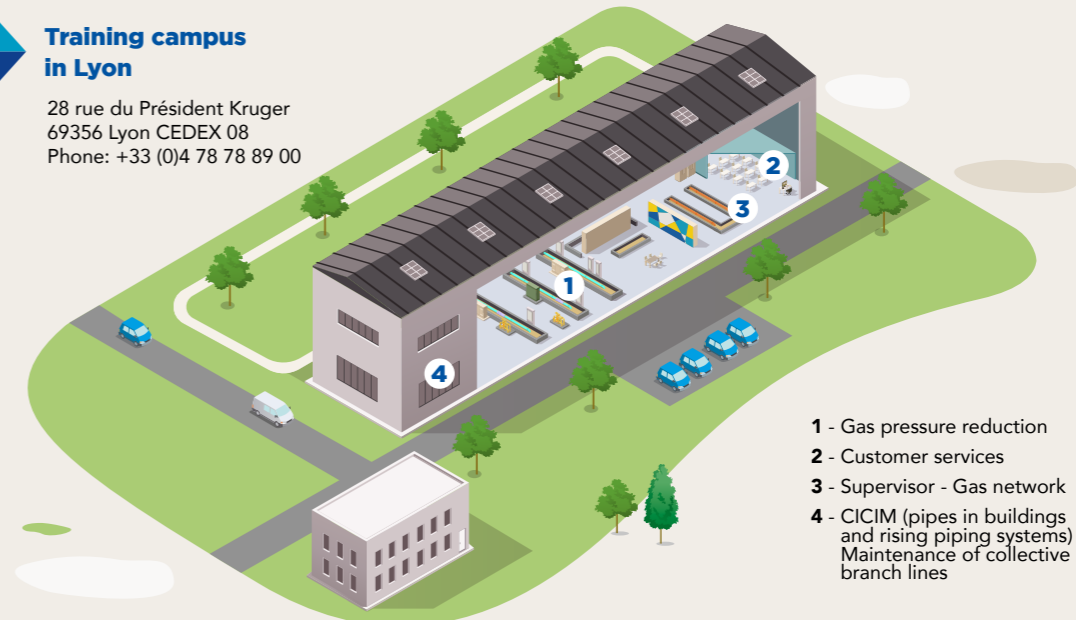 Training campus
in Lyon
28 rue du Président Kruger
69356 Lyon CEDEX 08
Phone: +33 (0)4 78 78 89 00
2
3
1
4
1 - Gas pressure reduction
2 - Customer services
3 - Supervisor - Gas network
4 - CICIM (pipes in buildings
and rising piping systems)
Maintenance of collective
branch lines